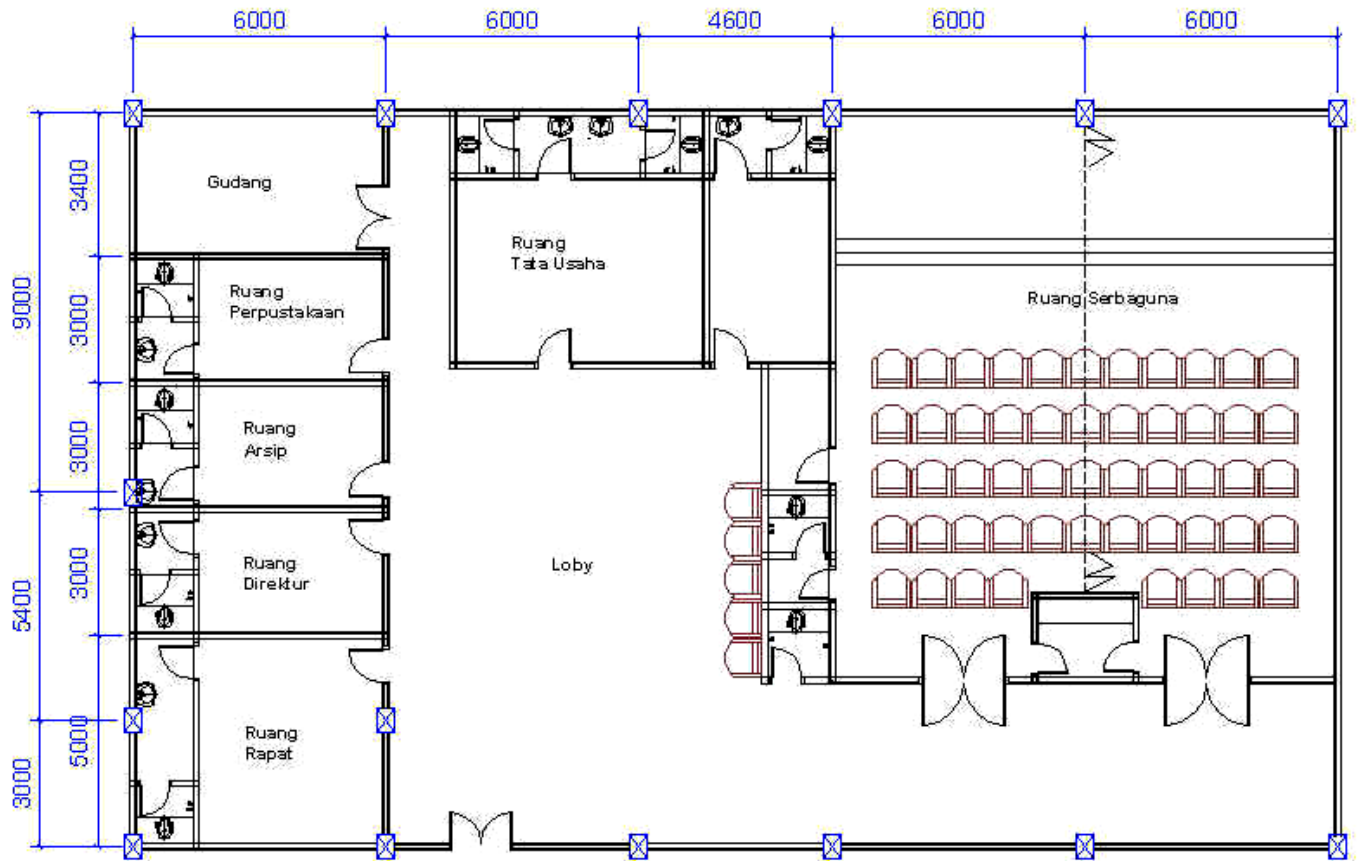 6000
6000
4600
6000
6000
3400
9000
3000
3000
5400
3000
5000
3000
Gudang
Ruang
Tata Usaha
Ruang
Perpustakaan
Ruang Serbaguna
Ruang
Arsip
Ruang
Direktur
Loby
Ruang
Rapat